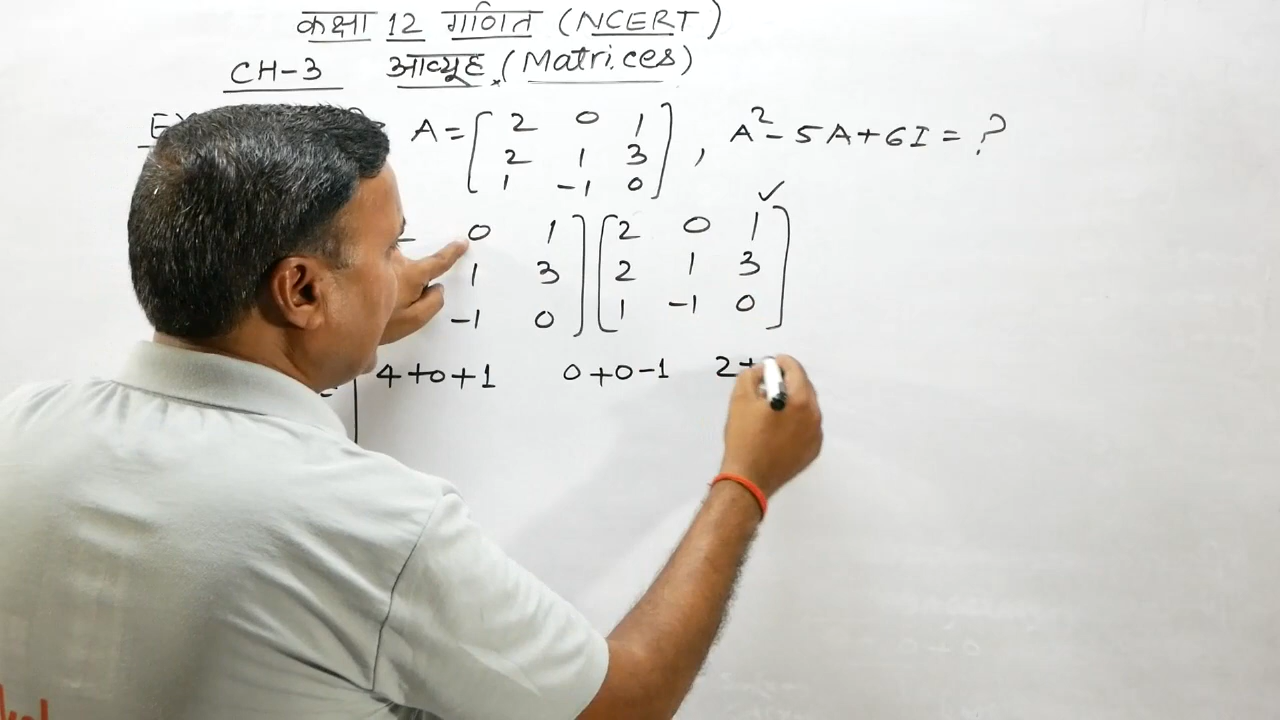 कक्षा 12 गणित (NCERT)
CH-3 आव्यूह (Matrices)
A = [ 2 0 1 , A² - 5A + 6I = ?
2 1 3
1 -1 0 ]
0 1 ] [ 2 0 1 ] ✓
1 3 2 1 3
-1 0 1 -1 0
4+0+1 0+0-1 2+